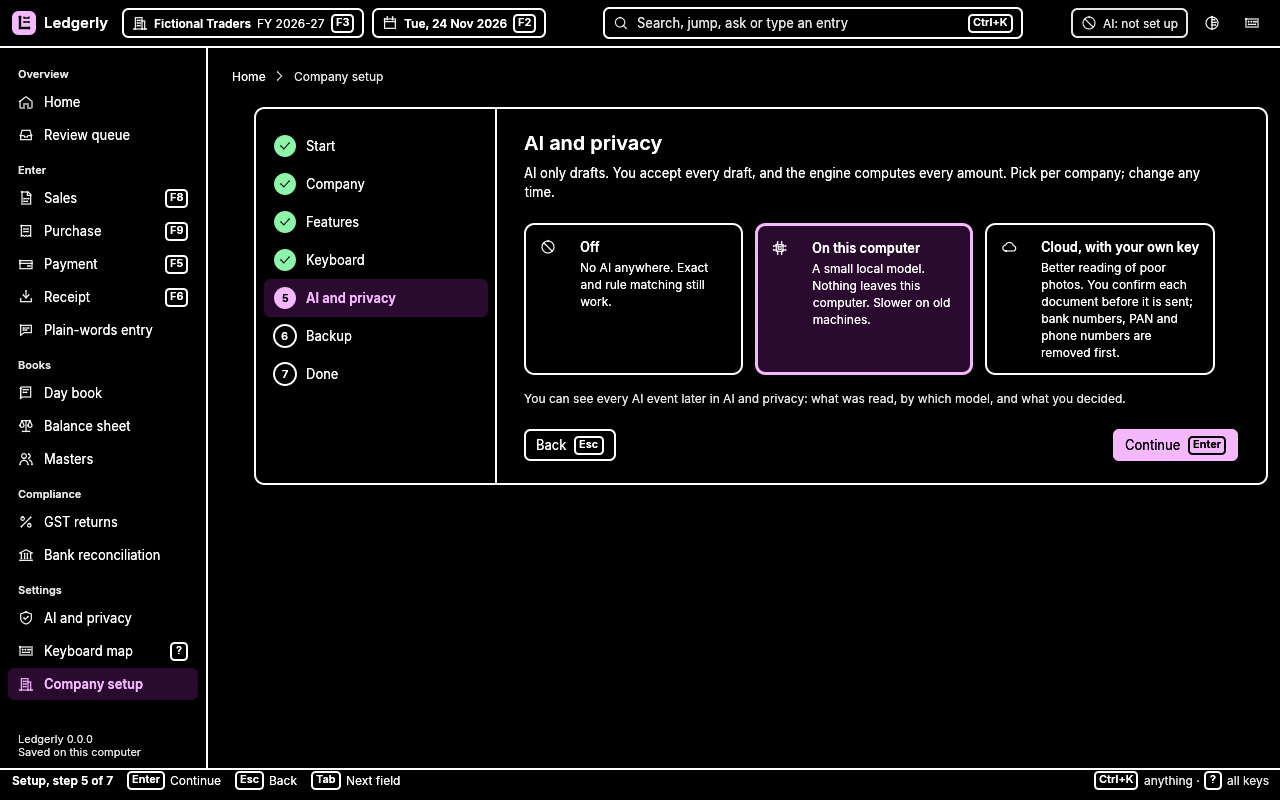 Ledgerly
Fictional Traders FY 2026-27 F3
Tue, 24 Nov 2026 F2
Search, jump, ask or type an entry Ctrl+K
AI: not set up
Overview
Home
Review queue
Enter
Sales F8
Purchase F9
Payment F5
Receipt F6
Plain-words entry
Books
Day book
Balance sheet
Masters
Compliance
GST returns
Bank reconciliation
Settings
AI and privacy
Keyboard map ?
Company setup
Ledgerly 0.0.0
Saved on this computer
Home
Company setup
Start
Company
Features
Keyboard
5 AI and privacy
6 Backup
7 Done
AI and privacy
AI only drafts. You accept every draft, and the engine computes every amount. Pick per company; change any
time.
Off
No AI anywhere. Exact
and rule matching still
work.
On this computer
A small local model.
Nothing leaves this
computer. Slower on old
machines.
Cloud, with your own key
Better reading of poor
photos. You confirm each
document before it is sent;
bank numbers, PAN and
phone numbers are
removed first.
You can see every AI event later in AI and privacy: what was read, by which model, and what you decided.
Back Esc
Continue Enter
Setup, step 5 of 7 Enter Continue Esc Back Tab Next field
Ctrl+K anything · ? all keys